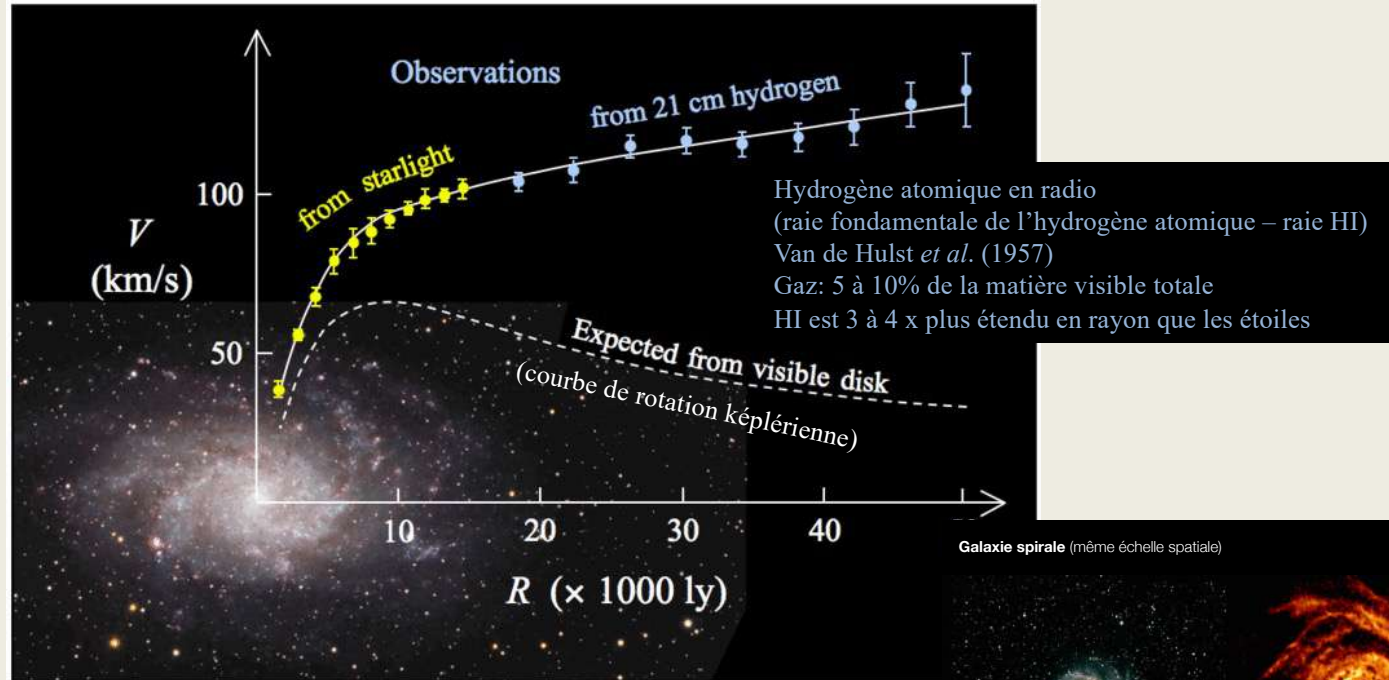 Observations
from 21 cm hydrogen
from starlight
100
V
(km/s)
50
Hydrogène atomique en radio
(raie fondamentale de l’hydrogène atomique – raie HI)
Van de Hulst et al. (1957)
Gaz: 5 à 10% de la matière visible totale
HI est 3 à 4 x plus étendu en rayon que les étoiles
Expected from visible disk
(courbe de rotation képlérienne)
10
20
30
40
R (× 1000 ly)
Galaxie spirale (même échelle spatiale)